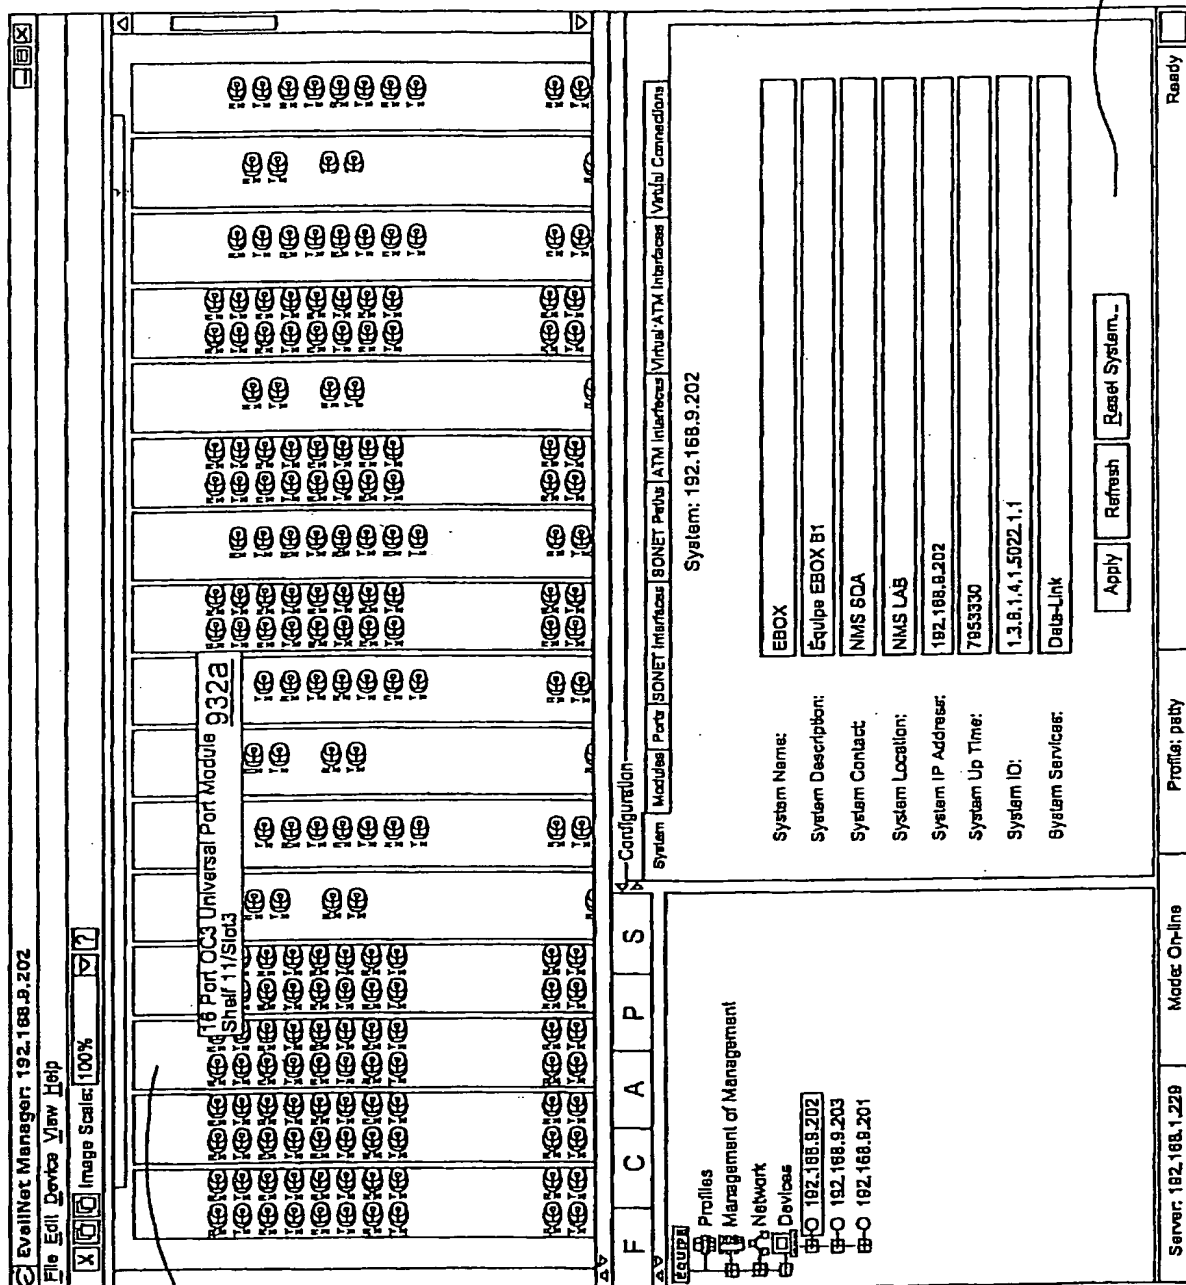 EvellNet Manager: 192.168.9.202
File Edit Device View Help
Image Scale: 100% ?
16 Port OC3 Universal Port Module 932a
Shelf 11/Slot3
F C A P S
ÉQUIPE
Profiles
Management of Management
Network
Devices
192.168.9.202
192.168.9.203
192.168.9.201
Configuration
System Modules Ports SONET Interfaces SONET Paths ATM Interfaces Virtual ATM Interfaces Virtual Connections
System: 192.168.9.202
System Name: EBOX
System Description: Équipe EBOX B1
System Contact: NMS SQA
System Location: NMS LAB
System IP Address: 192.168.9.202
System Up Time: 7953330
System ID: 1.3.6.1.4.1.5022.1.1
System Services: Data-Link
Apply Refresh Reset System...
Server: 192.168.1.229 Mode: On-line Profile: patty Ready